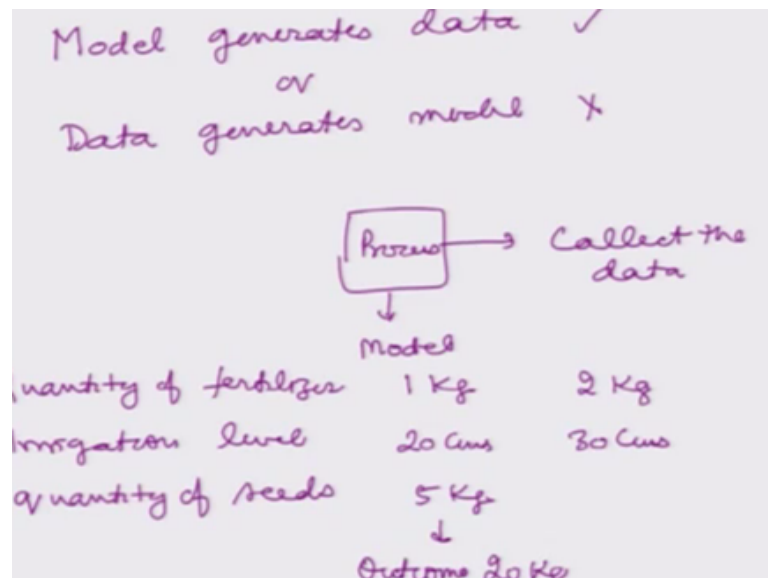 Model generates data ✓
or
Data generates model X
Process → Collect the
data
↓
Model
quantity of fertilizer 1 Kg 2 Kg
Irrigation level 20 Cms 30 Cms
quantity of seeds 5 Kg
↓
Outcome 20 Kg